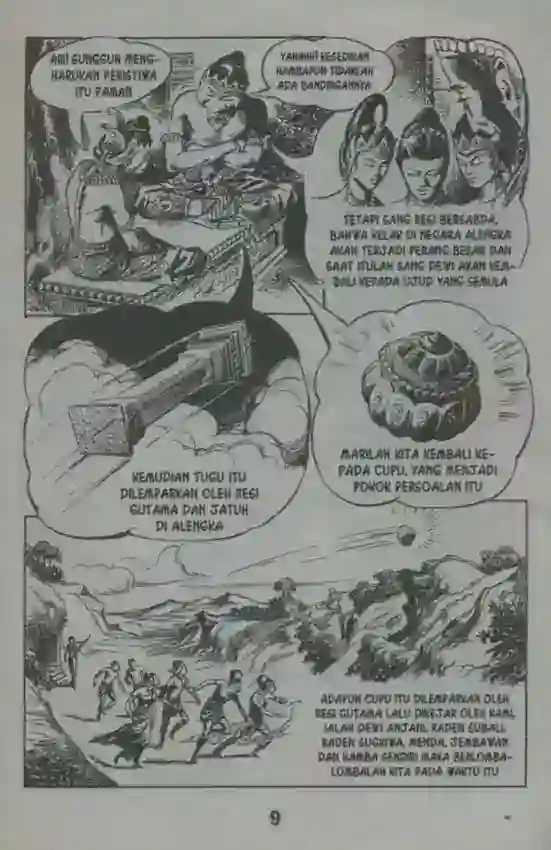 AH! SUNGGUH MENG-
HARUKAN PERISTIWA
ITU PAMAN
YAHHH!! KESEDIHAN
HAMBAPUN TIDAKLAH
ADA BANDINGANNYA
TETAPI SANG RESI BERSABDA,
BAHWA KELAK DI NEGARA ALENGKA
AKAN TERJADI PERANG BESAR DAN
SAAT ITULAH SANG DEWI AKAN KEM-
BALI KEPADA UJUD YANG SEMULA
KEMUDIAN TUGU ITU
DILEMPARKAN OLEH RESI
GUTAMA DAN JATUH
DI ALENGKA
MARILAH KITA KEMBALI KE-
PADA CUPU, YANG MENJADI
POKOK PERSOALAN ITU
ADAPUN CUPU ITU DILEMPARKAN OLEH
RESI GUTAMA LALU DIKEJAR OLEH KAMI,
IALAH DEWI ANJANI, RADEN SUBALI,
RADEN SUGRIWA, MENDA, JEMBAWAN
DAN HAMBA SENDIRI MAKA BERLOMBA-
LOMBALAH KITA PADA WAKTU ITU
9